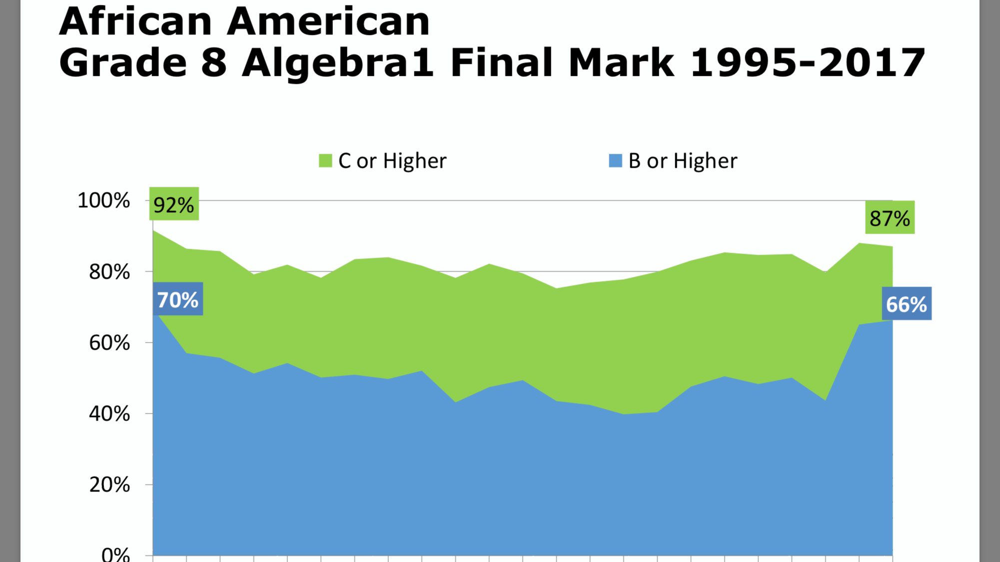 African American
Grade 8 Algebra1 Final Mark 1995-2017
C or Higher
B or Higher
100%
92%
87%
80%
70%
66%
60%
40%
20%
0%